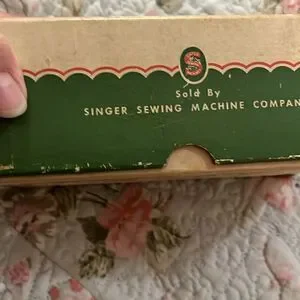 S
Sold By
SINGER SEWING MACHINE COMPAN